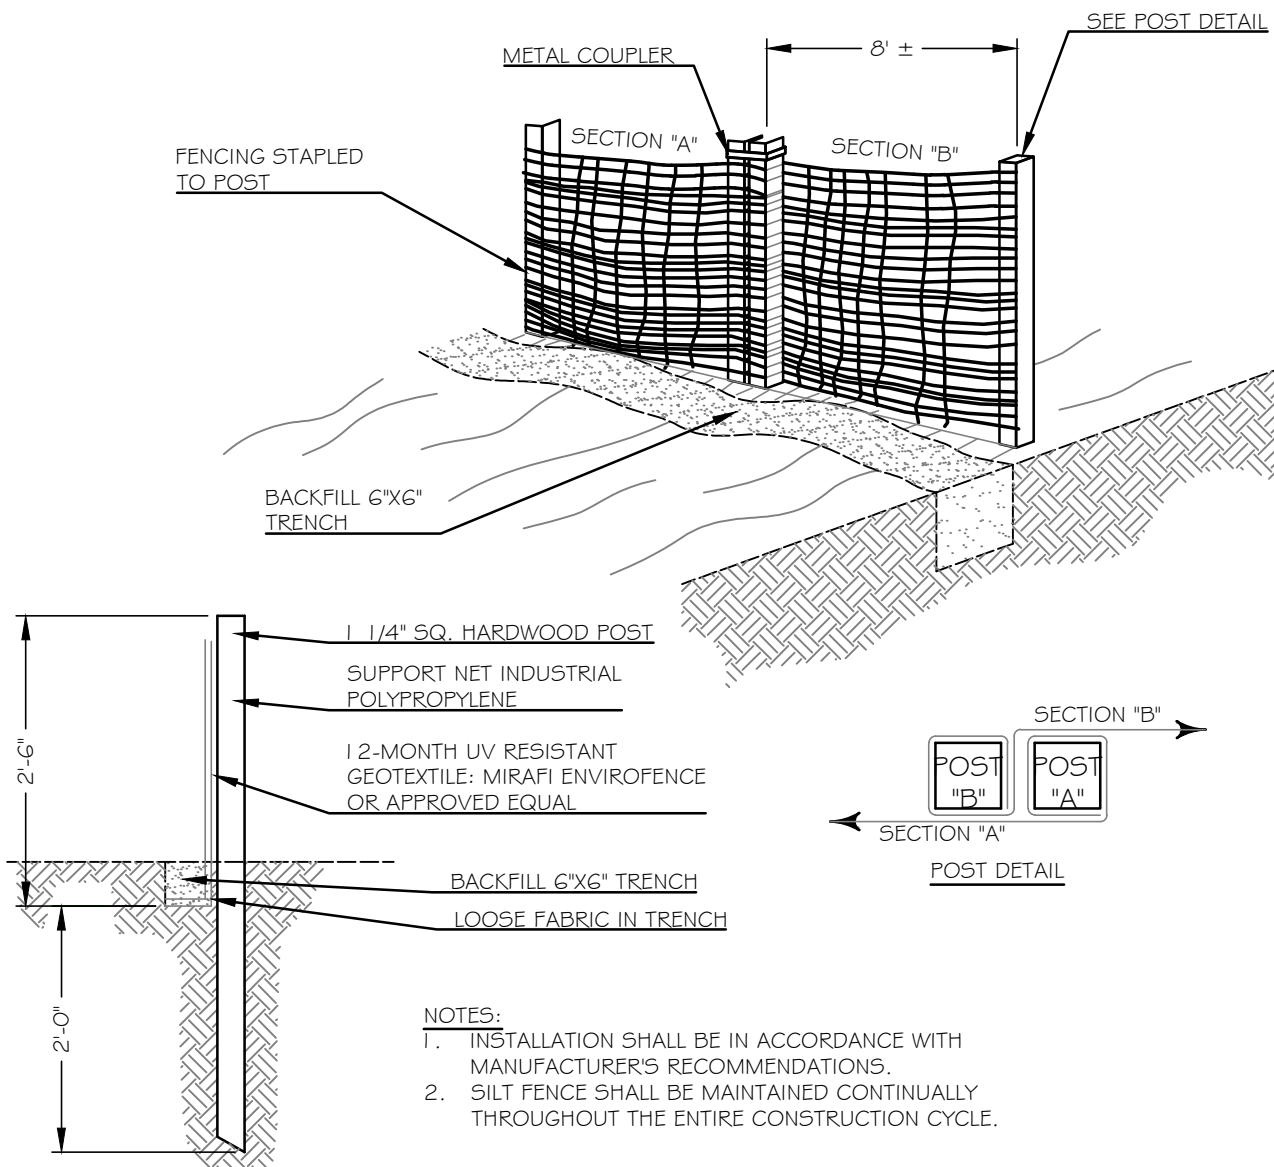 SEE POST DETAIL
8' ±
METAL COUPLER
SECTION "A"
SECTION "B"
FENCING STAPLED
TO POST
BACKFILL 6"X6"
TRENCH
1 1/4" SQ. HARDWOOD POST
SUPPORT NET INDUSTRIAL
POLYPROPYLENE
12-MONTH UV RESISTANT
GEOTEXTILE: MIRAFI ENVIROFENCE
OR APPROVED EQUAL
2'-6"
BACKFILL 6"X6" TRENCH
LOOSE FABRIC IN TRENCH
2'-0"
SECTION "B"
POST
"B"
POST
"A"
SECTION "A"
POST DETAIL
NOTES:
1. INSTALLATION SHALL BE IN ACCORDANCE WITH
MANUFACTURER'S RECOMMENDATIONS.
2. SILT FENCE SHALL BE MAINTAINED CONTINUALLY
THROUGHOUT THE ENTIRE CONSTRUCTION CYCLE.